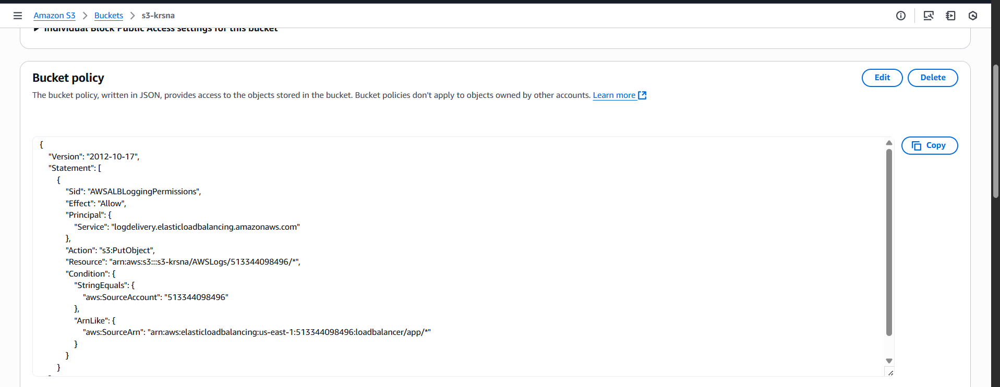 Amazon S3 > Buckets > s3-krsna
Individual Block Public Access settings for this bucket
Bucket policy
Edit
Delete
The bucket policy, written in JSON, provides access to the objects stored in the bucket. Bucket policies don't apply to objects owned by other accounts. Learn more
Copy
{
"Version": "2012-10-17",
"Statement": [
{
"Sid": "AWSALBLoggingPermissions",
"Effect": "Allow",
"Principal": {
"Service": "logdelivery.elasticloadbalancing.amazonaws.com"
},
"Action": "s3:PutObject",
"Resource": "arn:aws:s3:::s3-krsna/AWSLogs/513344098496/*",
"Condition": {
"StringEquals": {
"aws:SourceAccount": "513344098496"
},
"ArnLike": {
"aws:SourceArn": "arn:aws:elasticloadbalancing:us-east-1:513344098496:loadbalancer/app/*"
}
}
}